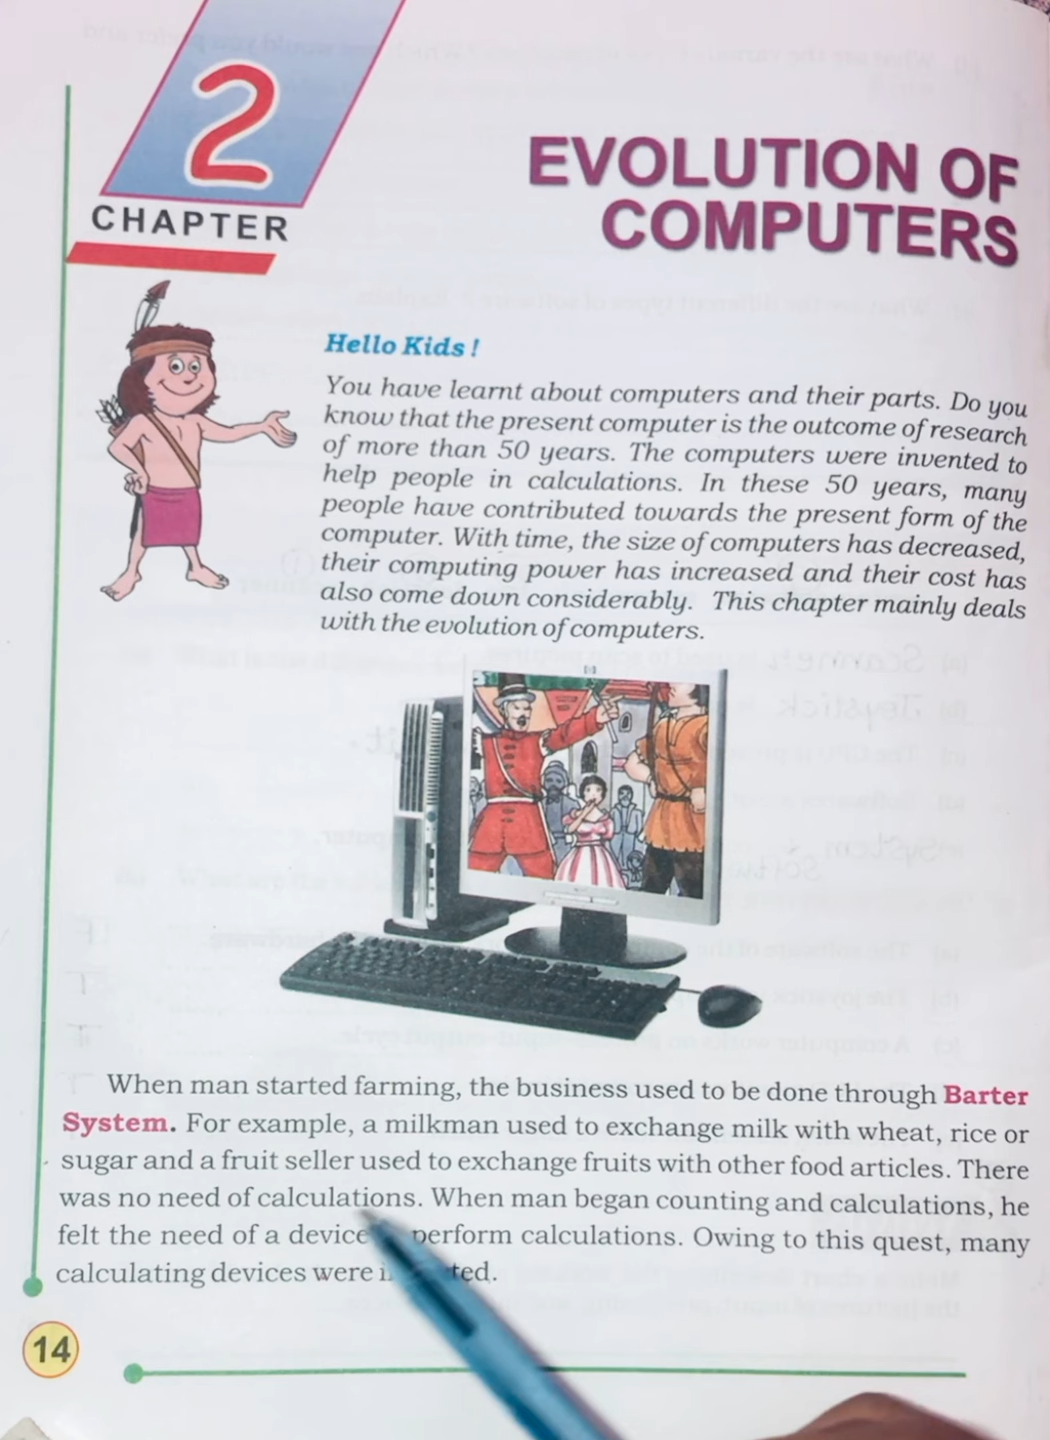 2
CHAPTER
EVOLUTION OF
COMPUTERS
Hello Kids !
You have learnt about computers and their parts. Do you
know that the present computer is the outcome of research
of more than 50 years. The computers were invented to
help people in calculations. In these 50 years, many
people have contributed towards the present form of the
computer. With time, the size of computers has decreased,
their computing power has increased and their cost has
also come down considerably. This chapter mainly deals
with the evolution of computers.
When man started farming, the business used to be done through Barter
System. For example, a milkman used to exchange milk with wheat, rice or
sugar and a fruit seller used to exchange fruits with other food articles. There
was no need of calculations. When man began counting and calculations, he
felt the need of a device perform calculations. Owing to this quest, many
calculating devices were
14